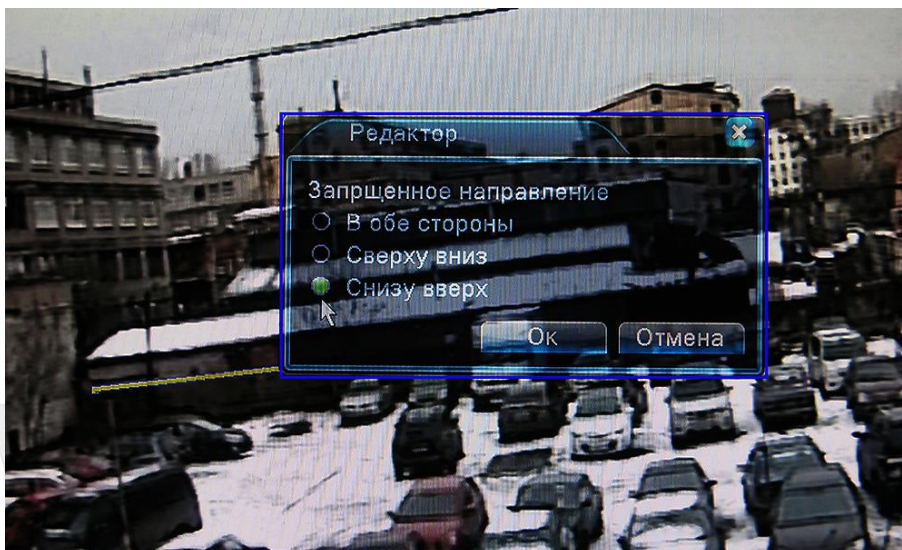 Редактор
Запрщенное направление
В обе стороны
Сверху вниз
Снизу вверх
Ок
Отмена